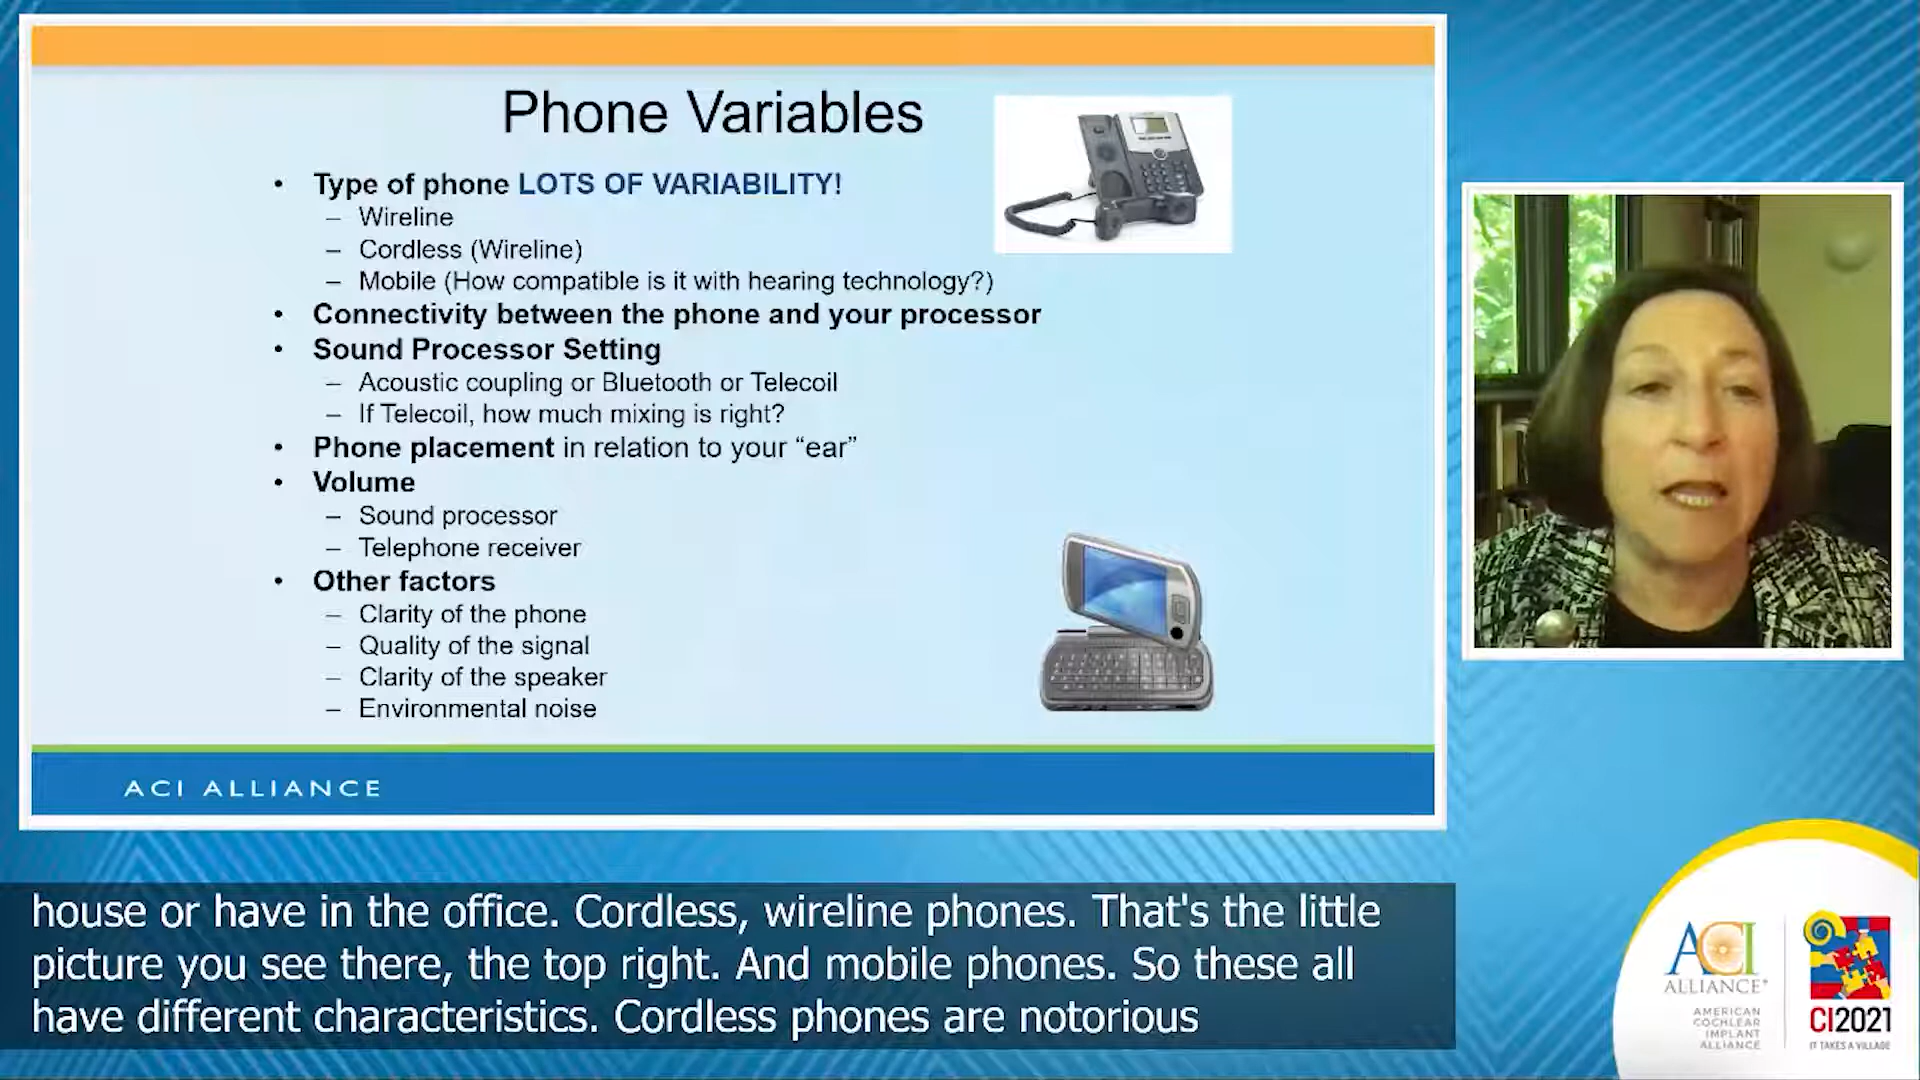 Phone Variables
• Type of phone LOTS OF VARIABILITY!
– Wireline
– Cordless (Wireline)
– Mobile (How compatible is it with hearing technology?)
• Connectivity between the phone and your processor
• Sound Processor Setting
– Acoustic coupling or Bluetooth or Telecoil
– If Telecoil, how much mixing is right?
• Phone placement in relation to your “ear”
• Volume
– Sound processor
– Telephone receiver
• Other factors
– Clarity of the phone
– Quality of the signal
– Clarity of the speaker
– Environmental noise
ACI ALLIANCE
house or have in the office. Cordless, wireline phones. That's the little
picture you see there, the top right. And mobile phones. So these all
have different characteristics. Cordless phones are notorious
ACI
ALLIANCE
AMERICAN
COCHLEAR
IMPLANT
ALLIANCE
CI2021
IT TAKES A VILLAGE